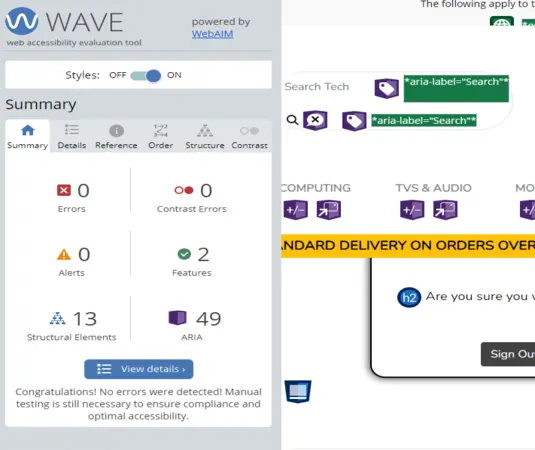 WAVE
powered by
WebAIM
web accessibility evaluation tool
Styles: OFF ON
Summary
Summary Details Reference Order Structure Contrast
0 0
Errors Contrast Errors
0 2
Alerts Features
13 49
Structural Elements ARIA
View details ›
Congratulations! No errors were detected! Manual
testing is still necessary to ensure compliance and
optimal accessibility.
The following apply to t
Search Tech *aria-label="Search"*
*aria-label="Search"*
COMPUTING TVS & AUDIO MO
+/- +/- +/-
NDARD DELIVERY ON ORDERS OVER
h2 Are you sure you
Sign Ou